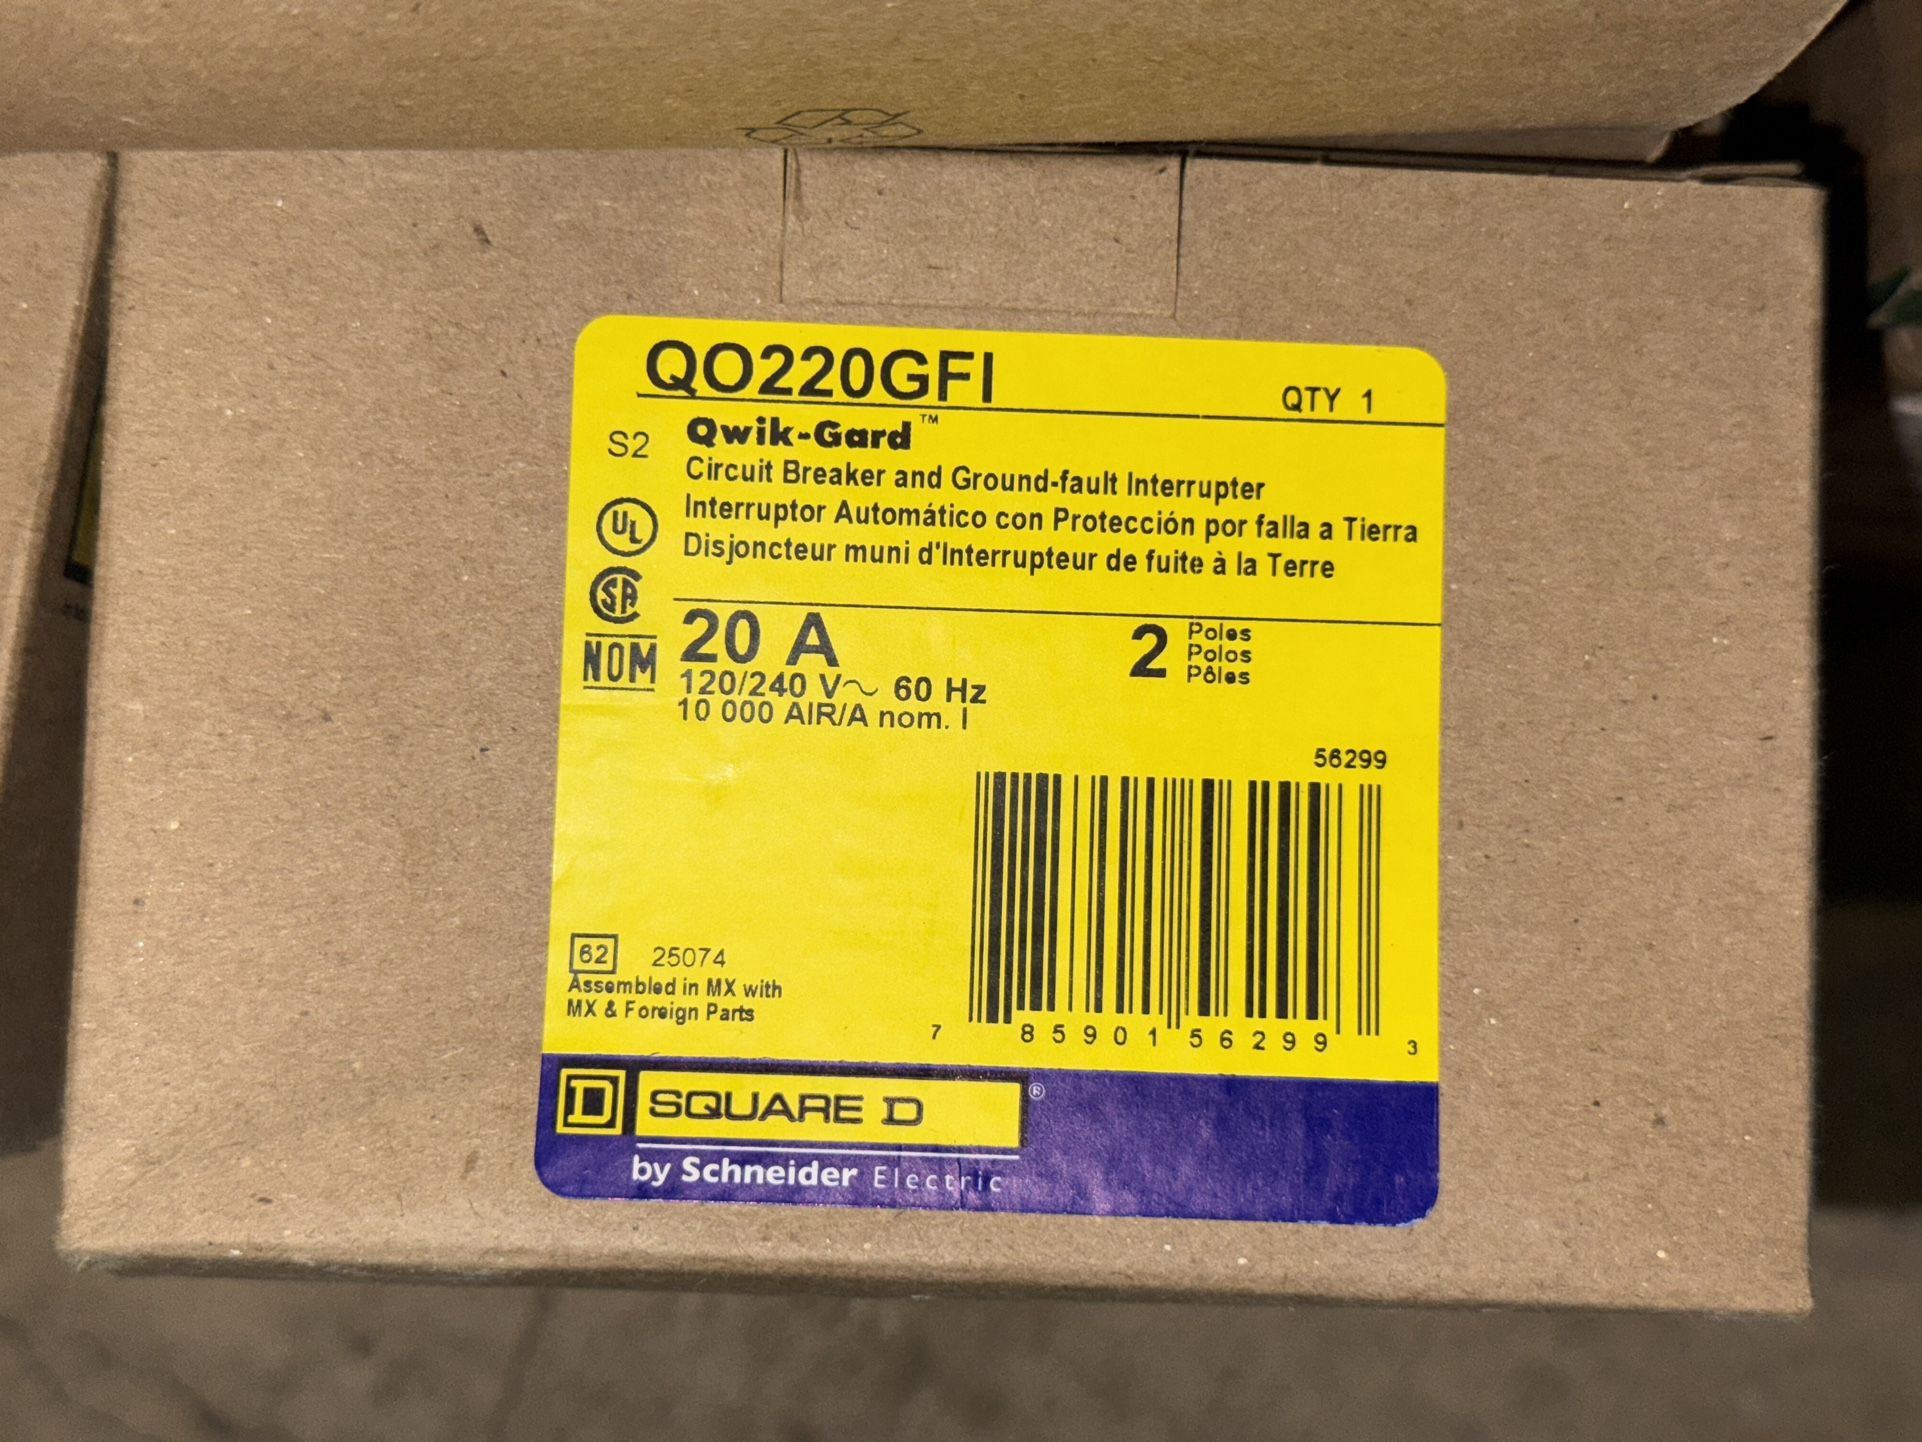 QO220GFI
QTY 1
S2
Qwik-Gard™
Circuit Breaker and Ground-fault Interrupter
Interruptor Automático con Protección por falla a Tierra
Disjoncteur muni d'Interrupteur de fuite à la Terre
UL
SA
NOM
20 A
2 Poles
Polos
Pôles
120/240 V~ 60 Hz
10 000 AIR/A nom. I
56299
62 25074
Assembled in MX with
MX & Foreign Parts
7 85901 56299 3
D SQUARE D®
by Schneider Electric